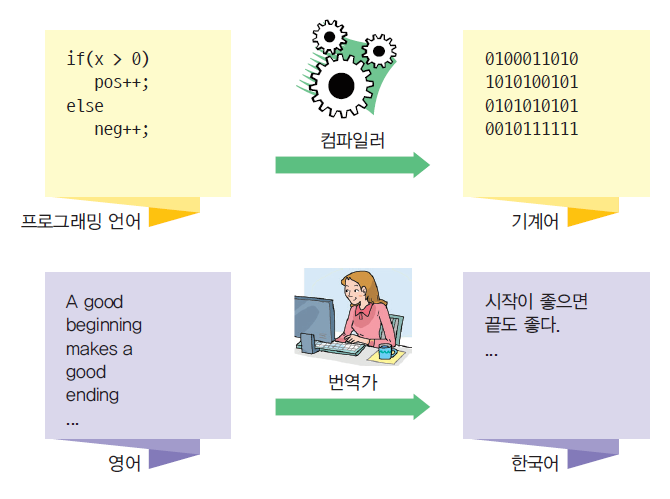 if(x > 0)
pos++;
else
neg++;
컴파일러
0100011010
1010100101
0101010101
0010111111
프로그래밍 언어
기계어
A good
beginning
makes a
good
ending
...
번역가
시작이 좋으면
끝도 좋다.
...
영어
한국어